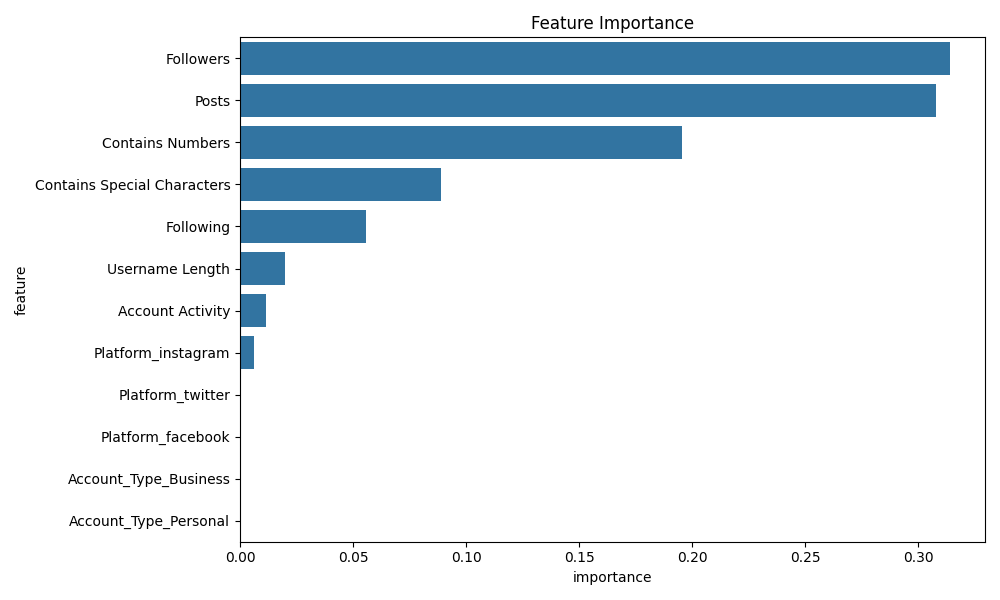 Feature Importance
Followers
Posts
Contains Numbers
Contains Special Characters
Following
Username Length
Account Activity
Platform_instagram
Platform_twitter
Platform_facebook
Account_Type_Business
Account_Type_Personal
feature
0.00 0.05 0.10 0.15 0.20 0.25 0.30
importance